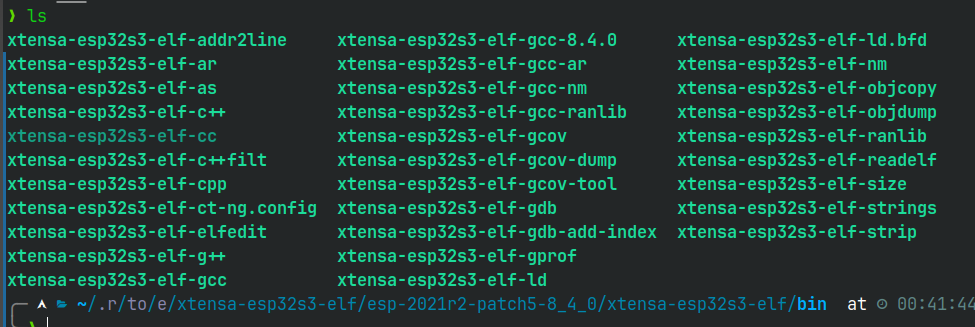 ❯ ls
xtensa-esp32s3-elf-addr2line xtensa-esp32s3-elf-gcc-8.4.0 xtensa-esp32s3-elf-ld.bfd
xtensa-esp32s3-elf-ar xtensa-esp32s3-elf-gcc-ar xtensa-esp32s3-elf-nm
xtensa-esp32s3-elf-as xtensa-esp32s3-elf-gcc-nm xtensa-esp32s3-elf-objcopy
xtensa-esp32s3-elf-c++ xtensa-esp32s3-elf-gcc-ranlib xtensa-esp32s3-elf-objdump
xtensa-esp32s3-elf-cc xtensa-esp32s3-elf-gcov xtensa-esp32s3-elf-ranlib
xtensa-esp32s3-elf-c++filt xtensa-esp32s3-elf-gcov-dump xtensa-esp32s3-elf-readelf
xtensa-esp32s3-elf-cpp xtensa-esp32s3-elf-gcov-tool xtensa-esp32s3-elf-size
xtensa-esp32s3-elf-ct-ng.config xtensa-esp32s3-elf-gdb xtensa-esp32s3-elf-strings
xtensa-esp32s3-elf-elfedit xtensa-esp32s3-elf-gdb-add-index xtensa-esp32s3-elf-strip
xtensa-esp32s3-elf-g++ xtensa-esp32s3-elf-gprof
xtensa-esp32s3-elf-gcc xtensa-esp32s3-elf-ld
~/.r/to/e/xtensa-esp32s3-elf/esp-2021r2-patch5-8_4_0/xtensa-esp32s3-elf/bin at 00:41:44